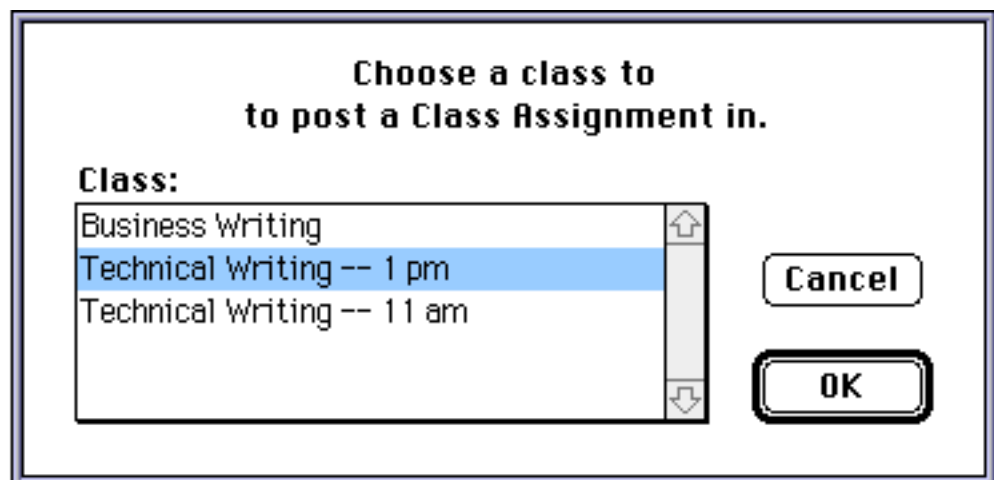 Choose a class to
to post a Class Assignment in.
Class:
Business Writing
Technical Writing -- 1 pm
Technical Writing -- 11 am
Cancel
OK